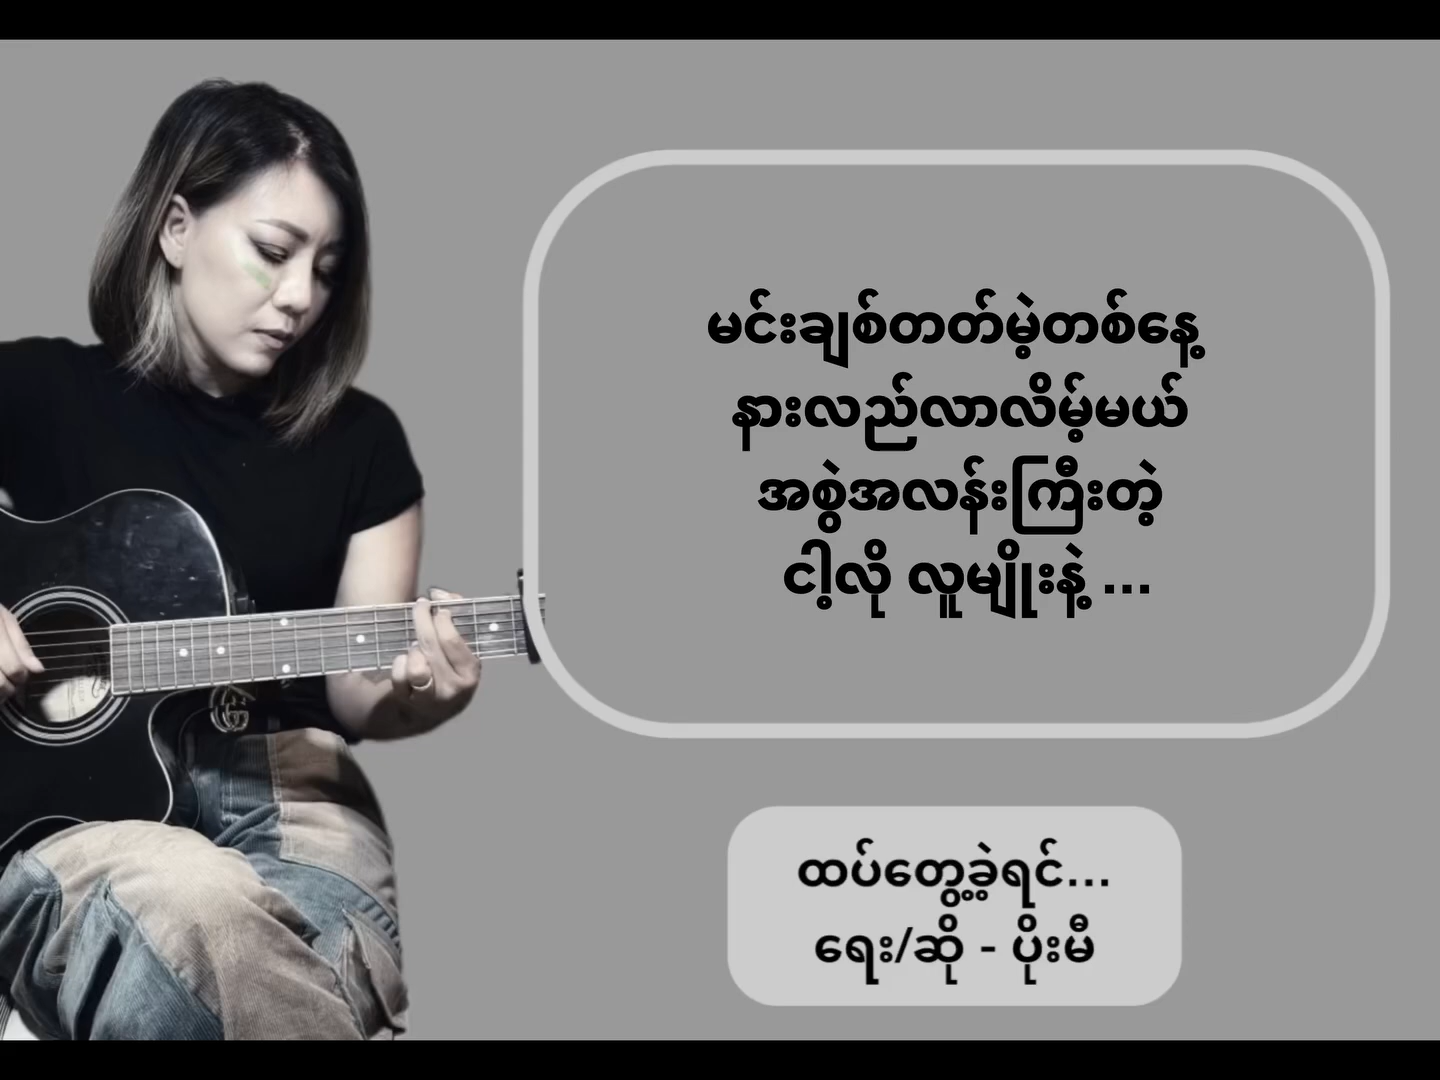 မင်းချစ်တတ်မဲ့တစ်နေ့
နားလည်လာလိမ့်မယ်
အစွဲအလန်းကြီးတဲ့
ငါ့လို လူမျိုးနဲ့ ...
ထပ်တွေ့ခဲ့ရင်...
ရေး/ဆို - ပိုးမီ